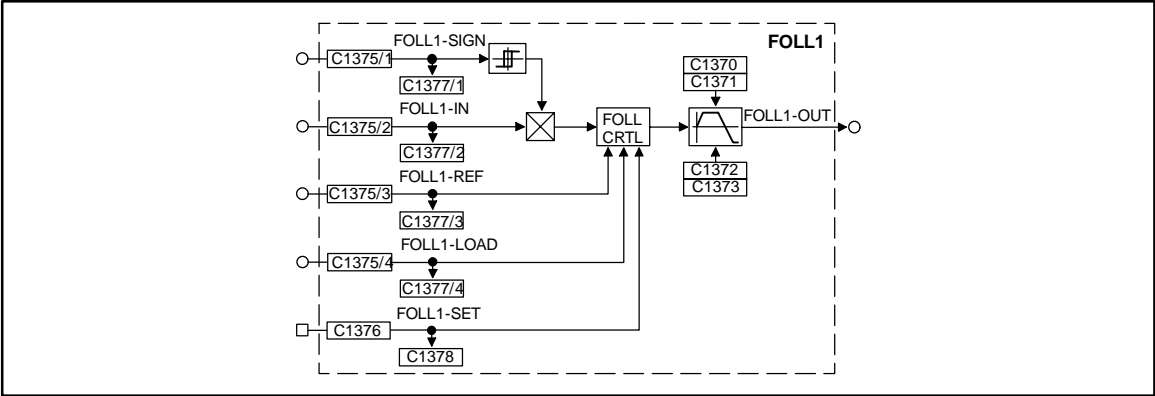 FOLL1
FOLL1-SIGN
C1375/1
C1377/1
C1370
C1371
FOLL1-IN
C1375/2
C1377/2
FOLL
CRTL
FOLL1-OUT
C1372
C1373
FOLL1-REF
C1375/3
C1377/3
FOLL1-LOAD
C1375/4
C1377/4
FOLL1-SET
C1376
C1378